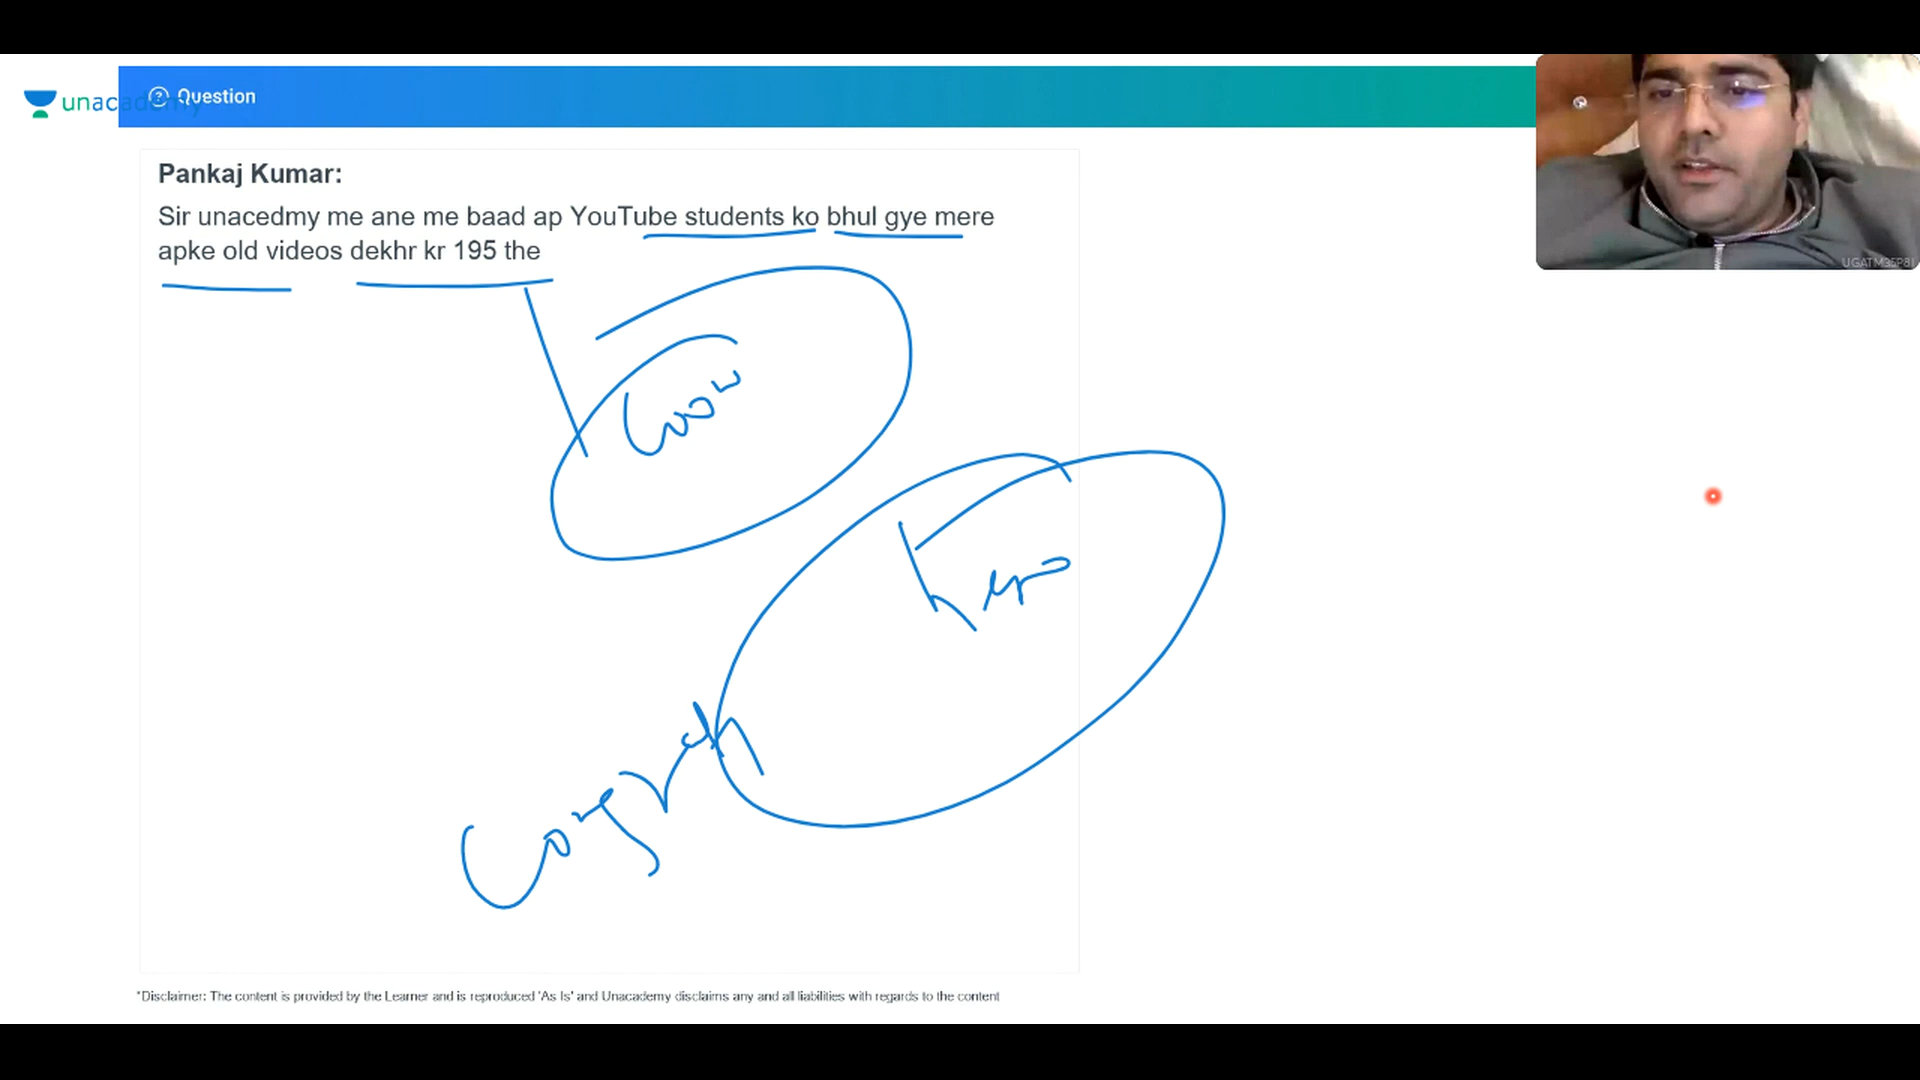 unacademy
Question
Pankaj Kumar:
Sir unacedmy me ane me baad ap YouTube students ko bhul gye mere
apke old videos dekhr kr 195 the
UGATM35P81
*Disclaimer: The content is provided by the Learner and is reproduced 'As Is' and Unacademy disclaims any and all liabilities with regards to the content